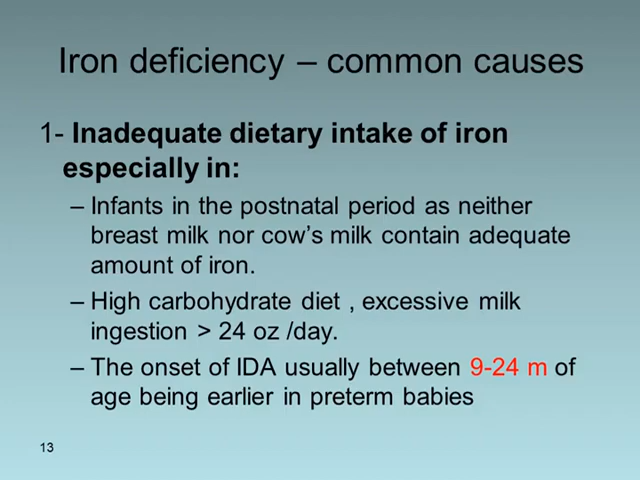 Iron deficiency – common causes
1- Inadequate dietary intake of iron
especially in:
– Infants in the postnatal period as neither
breast milk nor cow's milk contain adequate
amount of iron.
– High carbohydrate diet , excessive milk
ingestion > 24 oz /day.
– The onset of IDA usually between 9-24 m of
age being earlier in preterm babies
13